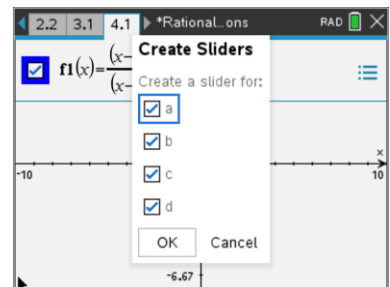 2.2 3.1 4.1 *Rational...ons RAD
f1(x)=(x−
(x−
Create Sliders
Create a slider for:
a
b
c
d
OK Cancel
x
-10 10
-6.67